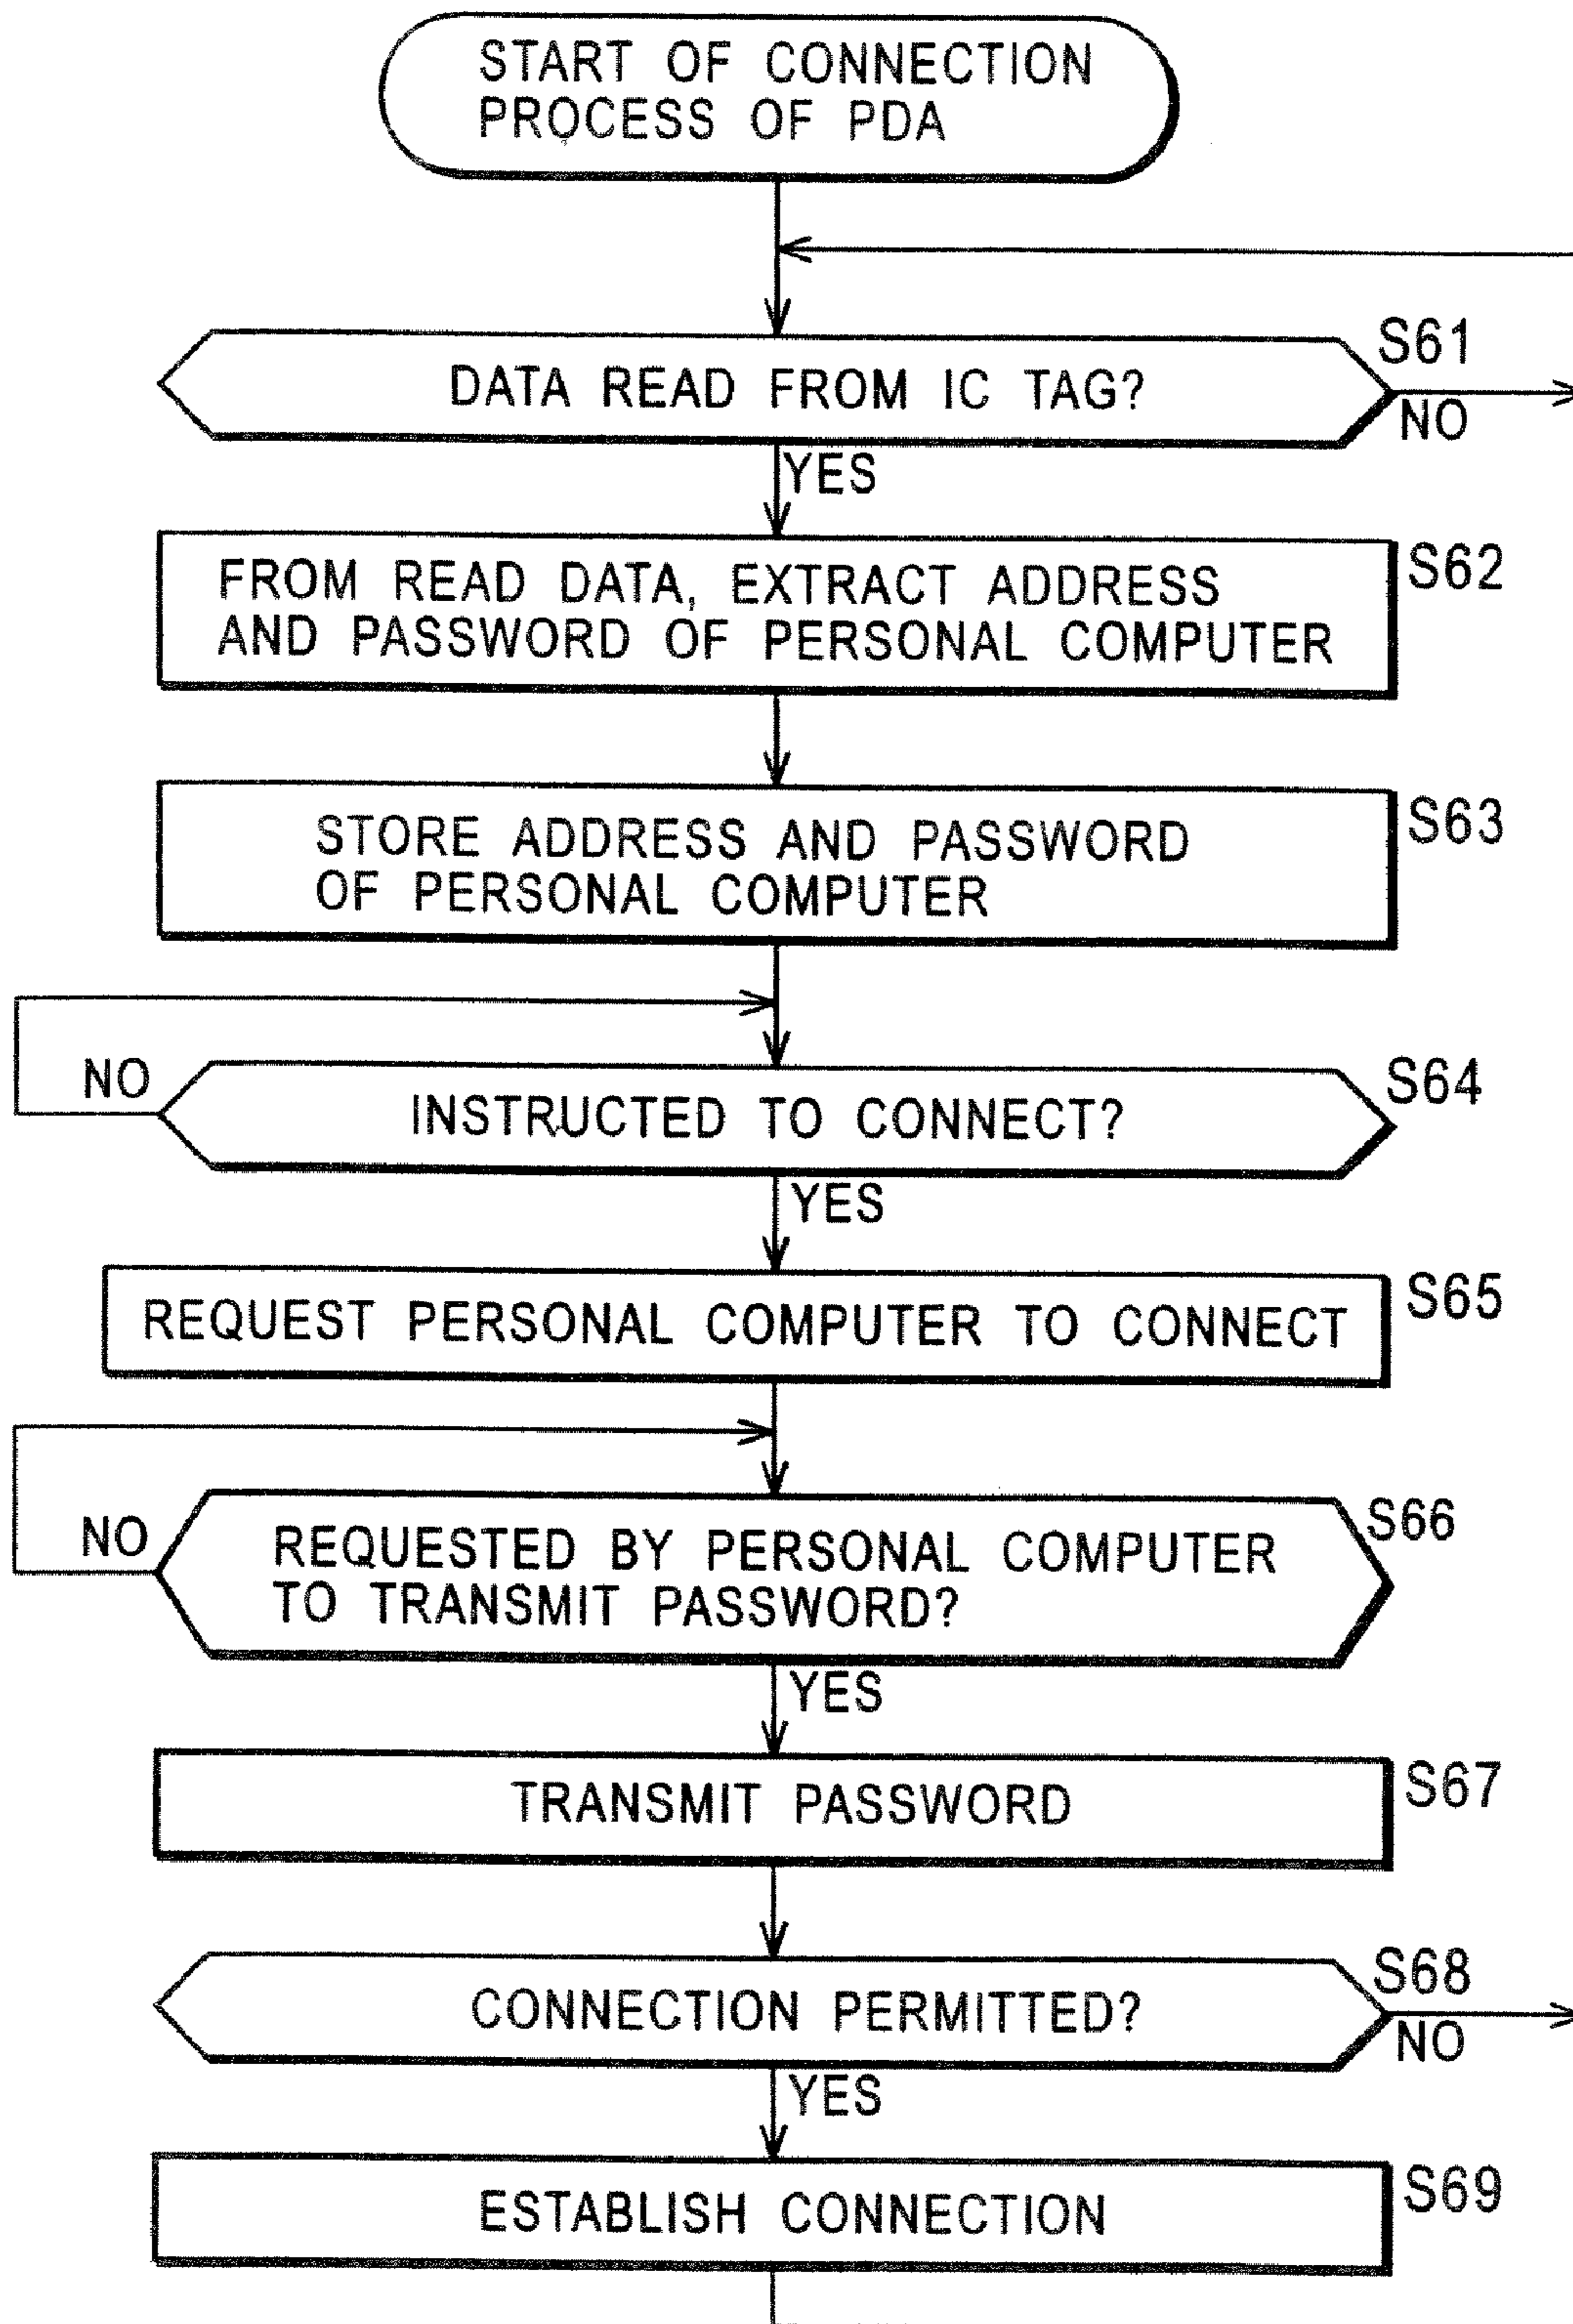 START OF CONNECTION
PROCESS OF PDA
S61
DATA READ FROM IC TAG?
NO
YES
S62
FROM READ DATA, EXTRACT ADDRESS
AND PASSWORD OF PERSONAL COMPUTER
S63
STORE ADDRESS AND PASSWORD
OF PERSONAL COMPUTER
NO
S64
INSTRUCTED TO CONNECT?
YES
S65
REQUEST PERSONAL COMPUTER TO CONNECT
NO
S66
REQUESTED BY PERSONAL COMPUTER
TO TRANSMIT PASSWORD?
YES
S67
TRANSMIT PASSWORD
S68
CONNECTION PERMITTED?
NO
YES
S69
ESTABLISH CONNECTION